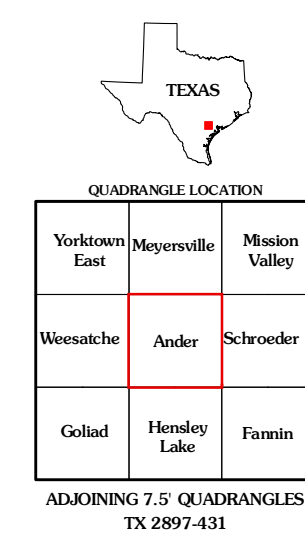 TEXAS
QUADRANGLE LOCATION
Yorktown East
Meyersville
Mission Valley
Weesatche
Ander
Schroeder
Goliad
Hensley Lake
Fannin
ADJOINING 7.5' QUADRANGLES
TX 2897-431